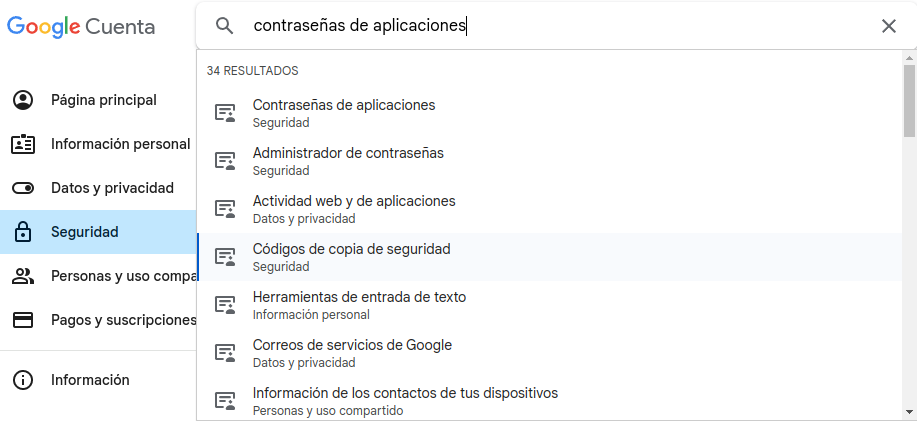 Google Cuenta
contraseñas de aplicaciones
34 RESULTADOS
Página principal
Información personal
Datos y privacidad
Seguridad
Personas y uso compa
Pagos y suscripciones
Información
Contraseñas de aplicaciones
Seguridad
Administrador de contraseñas
Seguridad
Actividad web y de aplicaciones
Datos y privacidad
Códigos de copia de seguridad
Seguridad
Herramientas de entrada de texto
Información personal
Correos de servicios de Google
Datos y privacidad
Información de los contactos de tus dispositivos
Personas y uso compartido